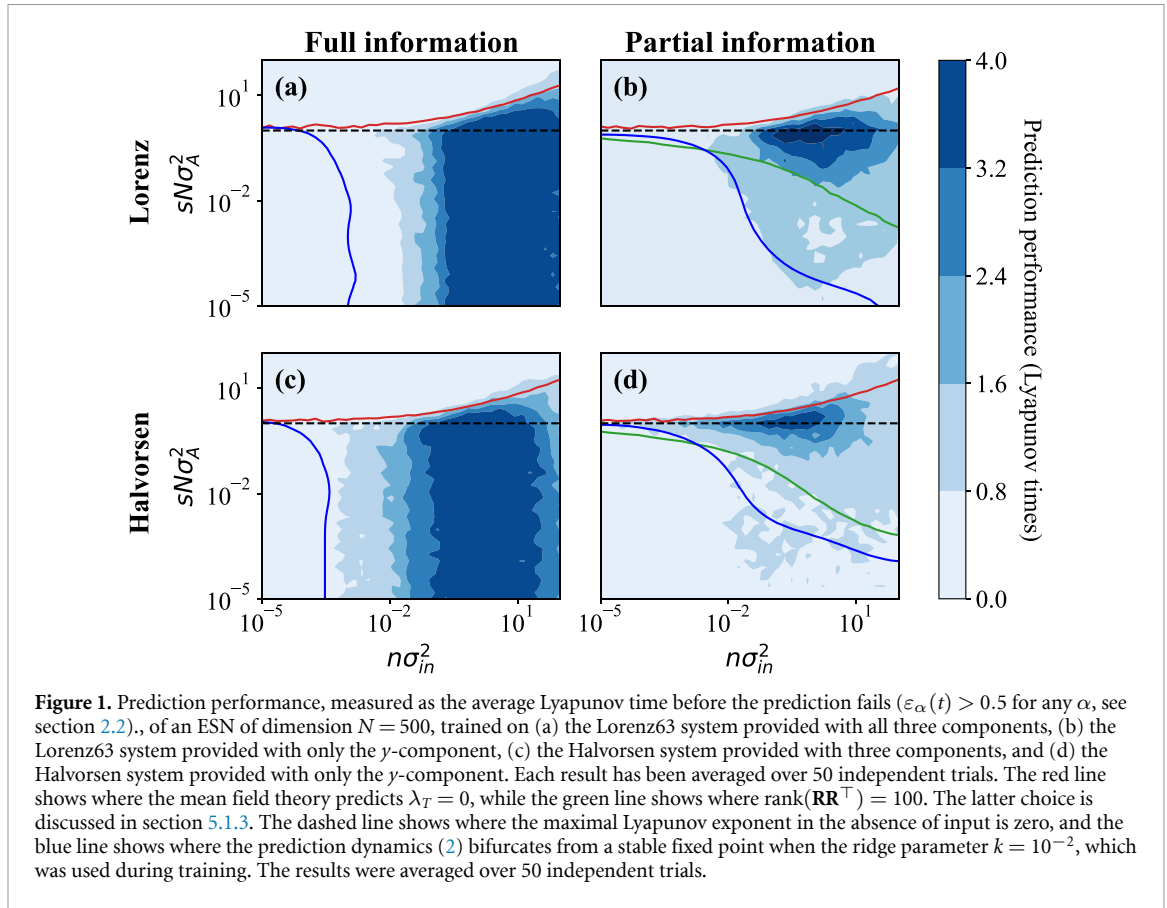 Full information
Partial information
(a)
(b)
4.0
10^1
Lorenz
sNσ_A^2
10^−2
10^−5
3.2
2.4
Prediction performance (Lyapunov times)
(c)
(d)
1.6
10^1
Halvorsen
sNσ_A^2
10^−2
10^−5
0.8
0.0
10^−5
10^−2
10^1
10^−5
10^−2
10^1
nσ_in^2
nσ_in^2
Figure 1. Prediction performance, measured as the average Lyapunov time before the prediction fails (ε_α(t) > 0.5 for any α, see
section 2.2)., of an ESN of dimension N = 500, trained on (a) the Lorenz63 system provided with all three components, (b) the
Lorenz63 system provided with only the y-component, (c) the Halvorsen system provided with three components, and (d) the
Halvorsen system provided with only the y-component. Each result has been averaged over 50 independent trials. The red line
shows where the mean field theory predicts λ_T = 0, while the green line shows where rank(RR^⊤) = 100. The latter choice is
discussed in section 5.1.3. The dashed line shows where the maximal Lyapunov exponent in the absence of input is zero, and the
blue line shows where the prediction dynamics (2) bifurcates from a stable fixed point when the ridge parameter k = 10^−2, which
was used during training. The results were averaged over 50 independent trials.